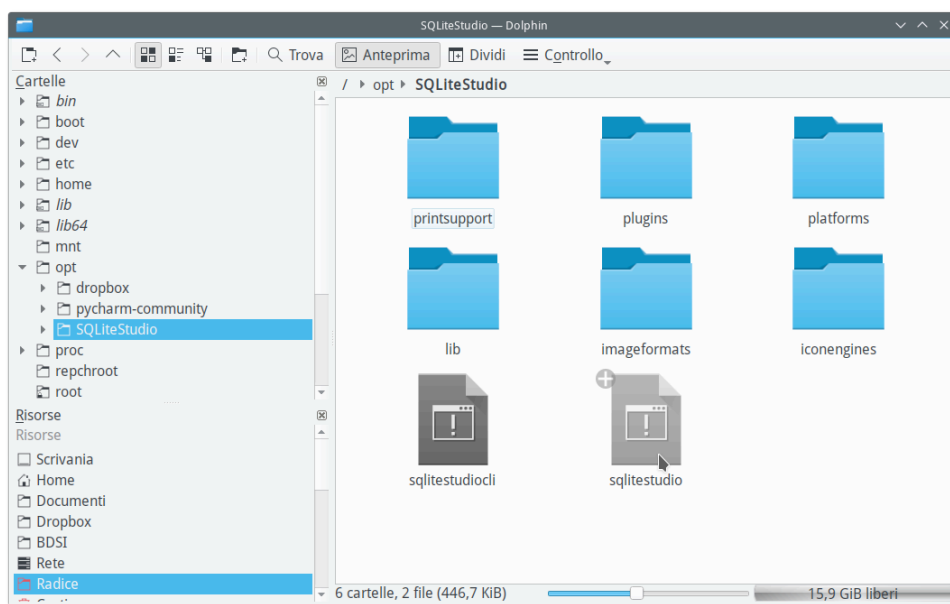 SQLiteStudio — Dolphin
Trova Anteprima Dividi Controllo
Cartelle
/ opt SQLiteStudio
bin
boot
dev
etc
home
lib
lib64
mnt
opt
dropbox
pycharm-community
SQLiteStudio
proc
repchroot
root
printsupport plugins platforms
lib imageformats iconengines
sqlitestudiocli sqlitestudio
Risorse
Risorse
Scrivania
Home
Documenti
Dropbox
BDSI
Rete
Radice
6 cartelle, 2 file (446,7 KiB) 15,9 GiB liberi